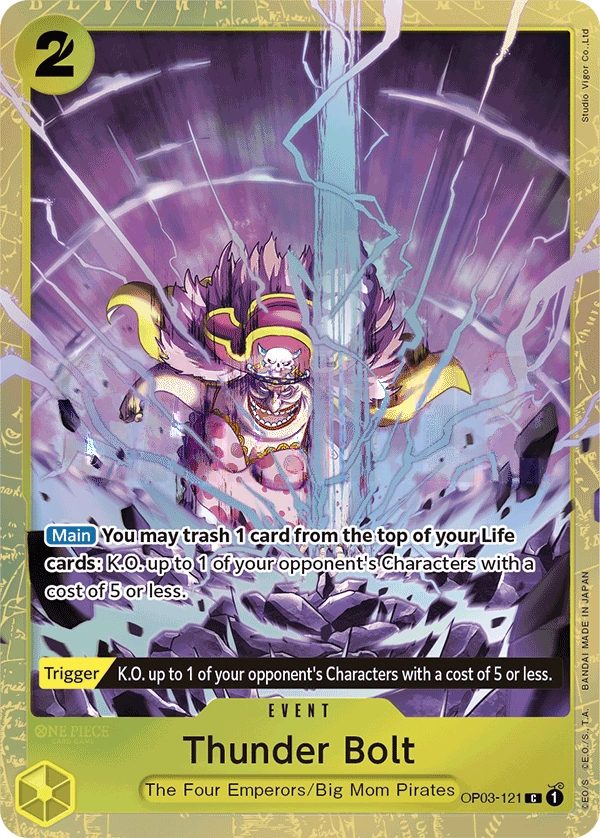 2
Studio Vigor Co.,Ltd
Main You may trash 1 card from the top of your Life
cards: K.O. up to 1 of your opponent's Characters with a
cost of 5 or less.
Trigger K.O. up to 1 of your opponent's Characters with a cost of 5 or less.
EVENT
ONE PIECE
CARD GAME
Thunder Bolt
The Four Emperors/Big Mom Pirates
OP03-121 C 1
©E.O./S. ©E.O./S., T.A. BANDAI MADE IN JAPAN